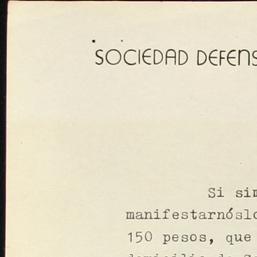 SOCIEDAD DEFENS
Si sim
manifestarnóslo
150 pesos, que